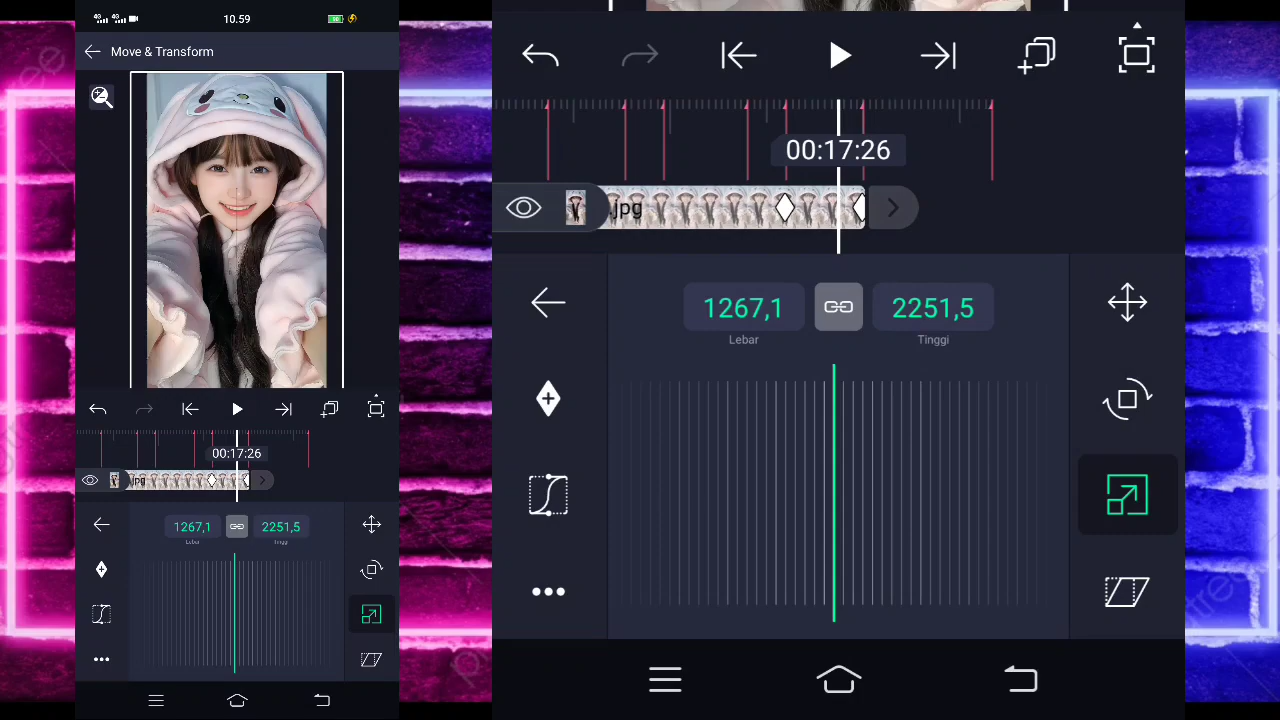 10.59
Move & Transform
00:17:26
.jpg
1267,1
2251,5
Lebar
Tinggi
00:17:26
jpg
1267,1
2251,5
Lebar
Tinggi